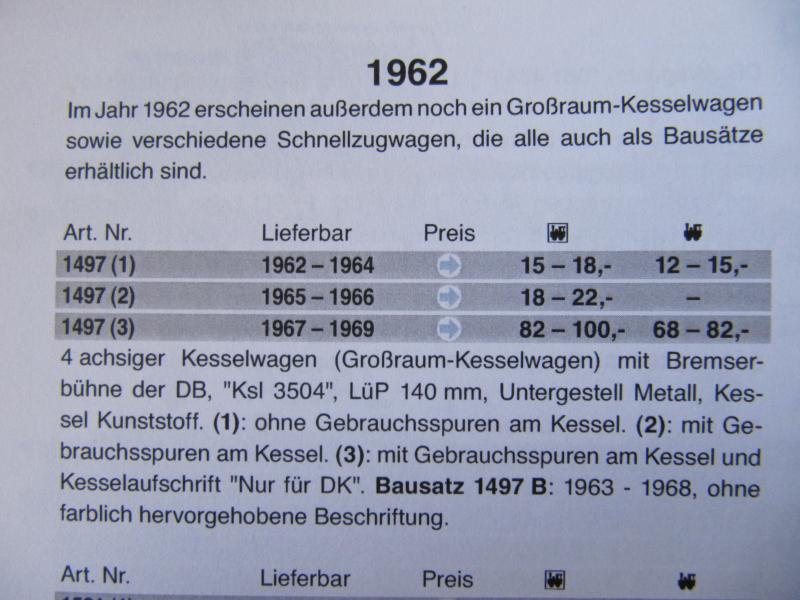 1962
Im Jahr 1962 erscheinen außerdem noch ein Großraum-Kesselwagen
sowie verschiedene Schnellzugwagen, die alle auch als Bausätze
erhältlich sind.
Art. Nr. Lieferbar Preis
1497 (1) 1962 – 1964 15 – 18,- 12 – 15,-
1497 (2) 1965 – 1966 18 – 22,- –
1497 (3) 1967 – 1969 82 – 100,- 68 – 82,-
4 achsiger Kesselwagen (Großraum-Kesselwagen) mit Bremser-
bühne der DB, "Ksl 3504", LüP 140 mm, Untergestell Metall, Kes-
sel Kunststoff. (1): ohne Gebrauchsspuren am Kessel. (2): mit Ge-
brauchsspuren am Kessel. (3): mit Gebrauchsspuren am Kessel und
Kesselaufschrift "Nur für DK". Bausatz 1497 B: 1963 - 1968, ohne
farblich hervorgehobene Beschriftung.
Art. Nr. Lieferbar Preis